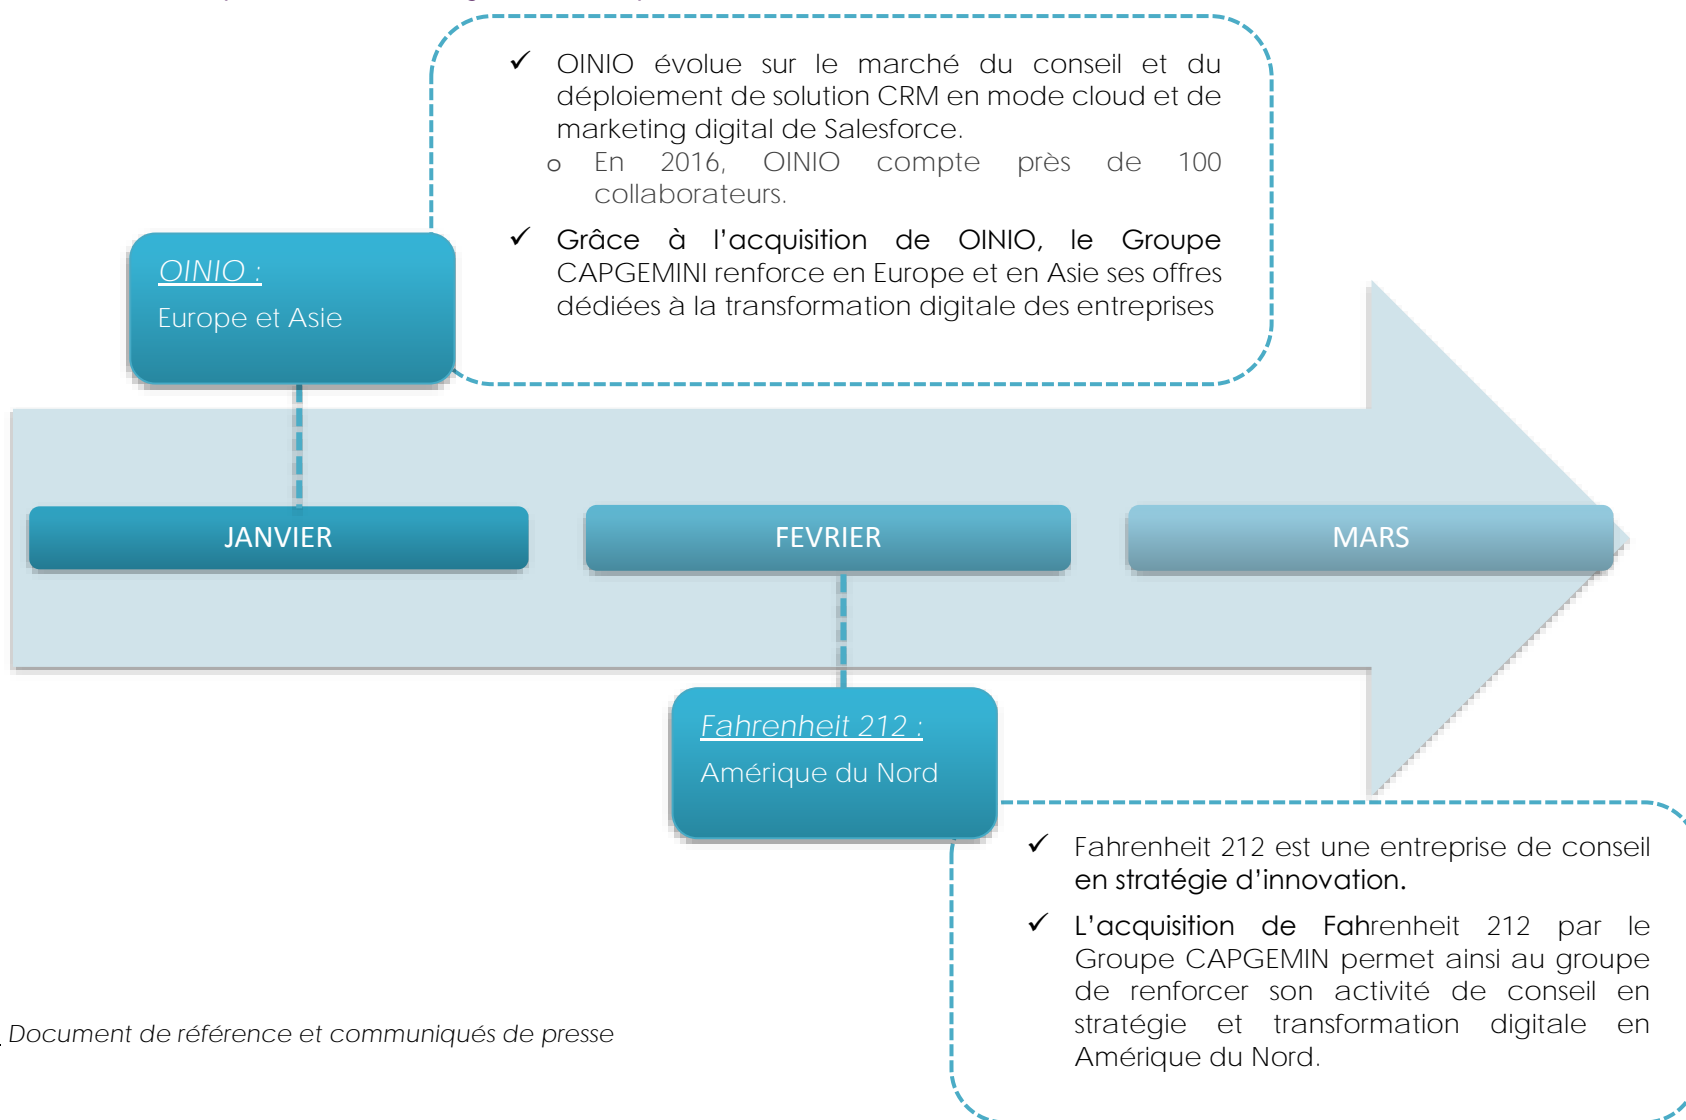 ✓ OINIO évolue sur le marché du conseil et du
déploiement de solution CRM en mode cloud et de
marketing digital de Salesforce.
o En 2016, OINIO compte près de 100
collaborateurs.
✓ Grâce à l’acquisition de OINIO, le Groupe
CAPGEMINI renforce en Europe et en Asie ses offres
dédiées à la transformation digitale des entreprises
OINIO :
Europe et Asie
JANVIER
FEVRIER
MARS
Fahrenheit 212 :
Amérique du Nord
✓ Fahrenheit 212 est une entreprise de conseil
en stratégie d’innovation.
✓ L’acquisition de Fahrenheit 212 par le
Groupe CAPGEMIN permet ainsi au groupe
de renforcer son activité de conseil en
stratégie et transformation digitale en
Amérique du Nord.
Document de référence et communiqués de presse